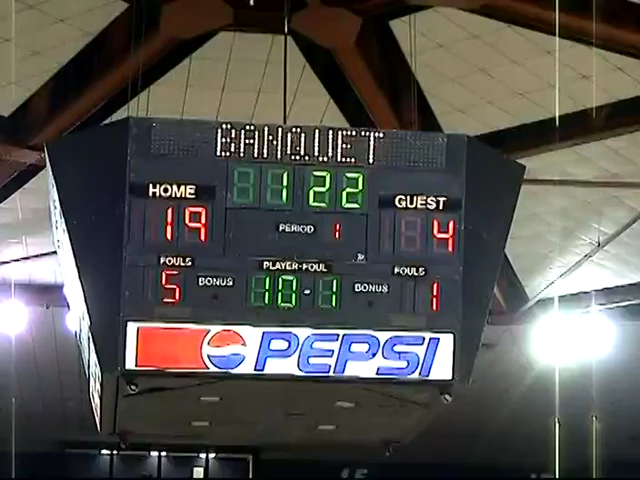 BANQUET
1 22
HOME
GUEST
19
PERIOD 1
4
FOULS
PLAYER-FOUL
FOULS
5
BONUS
10-1
BONUS
1
PEPSI